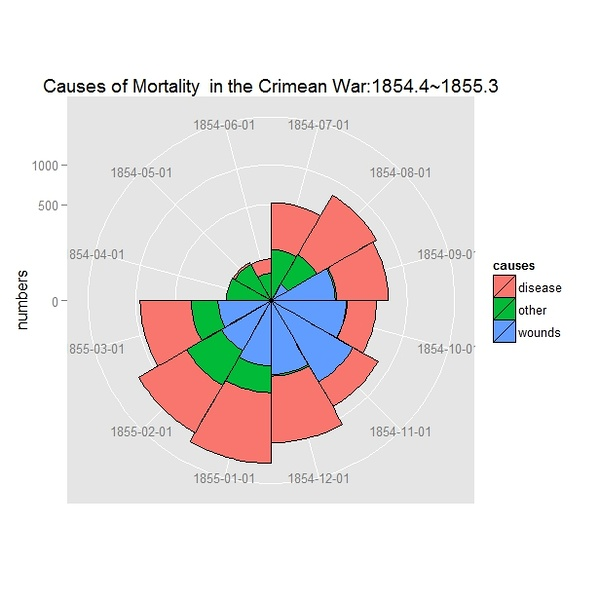 Causes of Mortality  in the Crimean War:1854.4~1855.3
1854-06-01 1854-07-01
1000
1854-05-01 1854-08-01
500
854-04-01 1854-09-01
numbers
0
causes
disease
other
wounds
855-03-01 1854-10-0
1855-02-01 1854-11-01
1855-01-01 1854-12-01